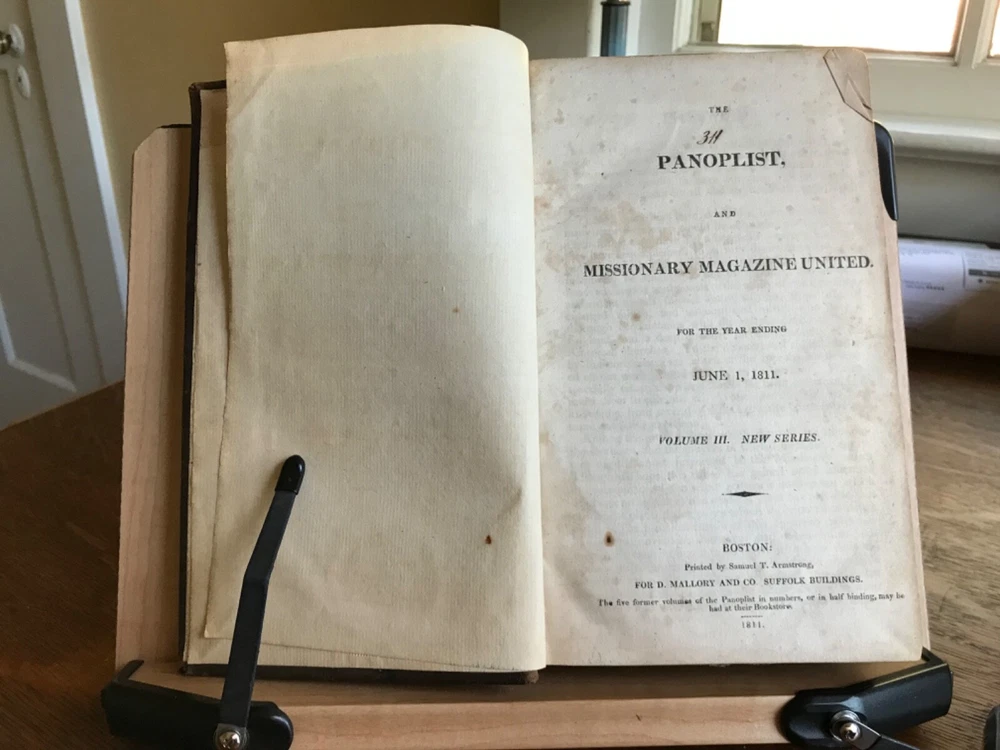 THE
PANOPLIST,
AND
MISSIONARY MAGAZINE UNITED.
FOR THE YEAR ENDING
JUNE 1, 1811.
VOLUME III. NEW SERIES.
BOSTON:
Printed by Samuel T. Armstrong,
FOR D. MALLORY AND CO SUFFOLK BUILDINGS.
The five former volumes of the Panoplist in numbers, or in half binding, may be
had at their Bookstore.
1811.